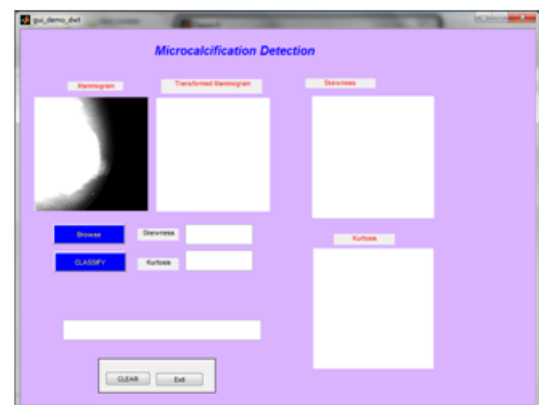 gui_demo_dwt
Microcalcification Detection
Mammogram
Transformed Mammogram
Skewness
Browse
Skewness
Kurtosis
CLASSIFY
Kurtosis
CLEAR
Exit